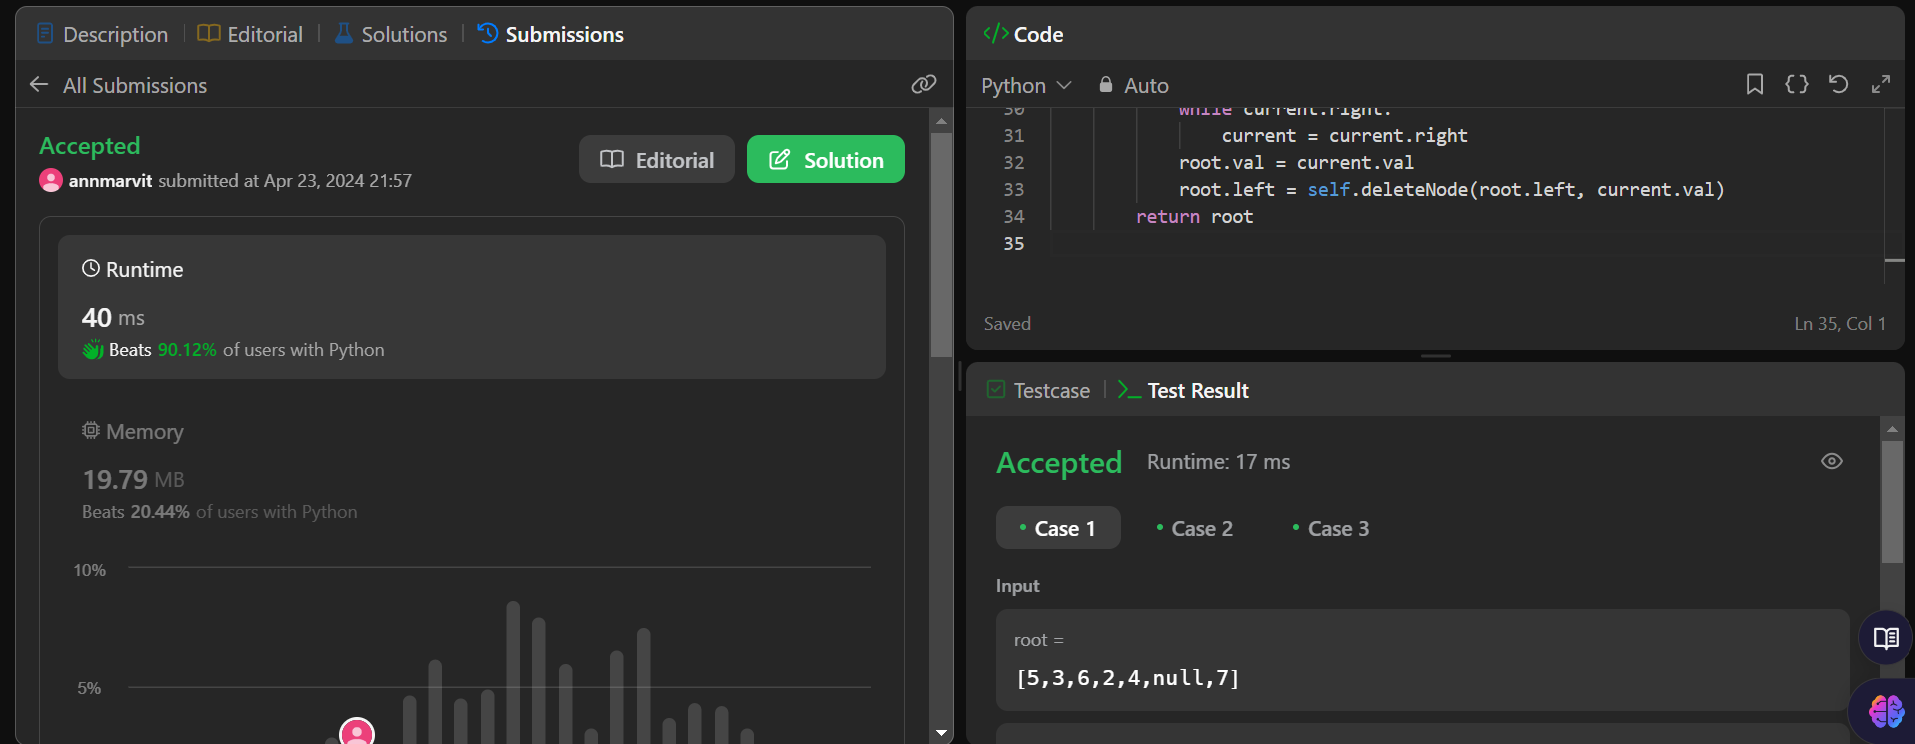 Description
Editorial
Solutions
Submissions
All Submissions
Accepted
annmarvit submitted at Apr 23, 2024 21:57
Editorial
Solution
Runtime
40 ms
Beats 90.12% of users with Python
Memory
19.79 MB
Beats 20.44% of users with Python
10%
5%
</> Code
Python
Auto
30 while current.right:
31 current = current.right
32 root.val = current.val
33 root.left = self.deleteNode(root.left, current.val)
34 return root
35
Saved
Ln 35, Col 1
Testcase
Test Result
Accepted Runtime: 17 ms
Case 1
Case 2
Case 3
Input
root =
[5,3,6,2,4,null,7]